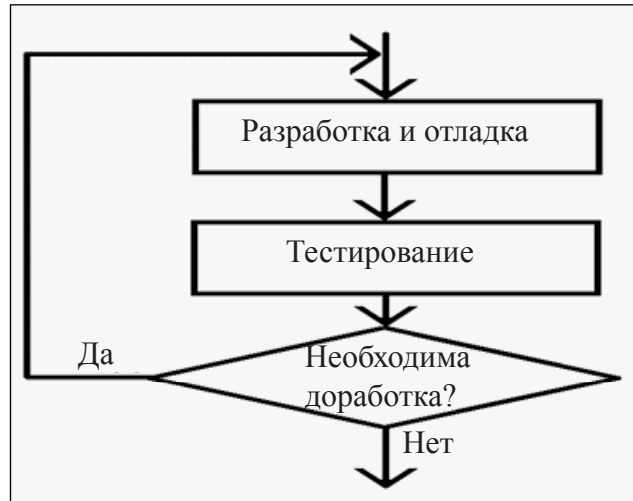 Разработка и отладка
Тестирование
Необходима
доработка?
Да
Нет